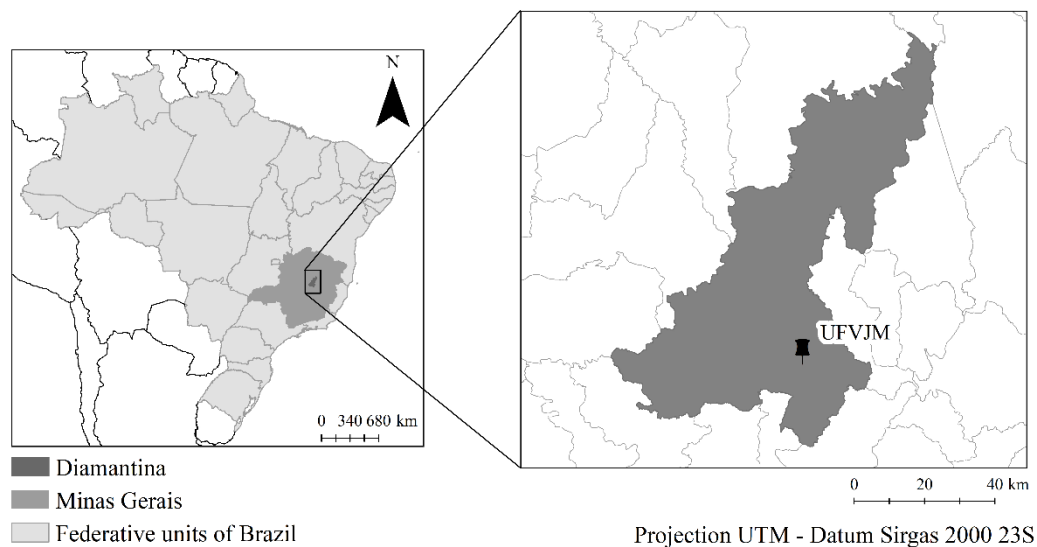 N
0 340 680 km
Diamantina
Minas Gerais
Federative units of Brazil
UFVJM
0 20 40 km
Projection UTM - Datum Sirgas 2000 23S